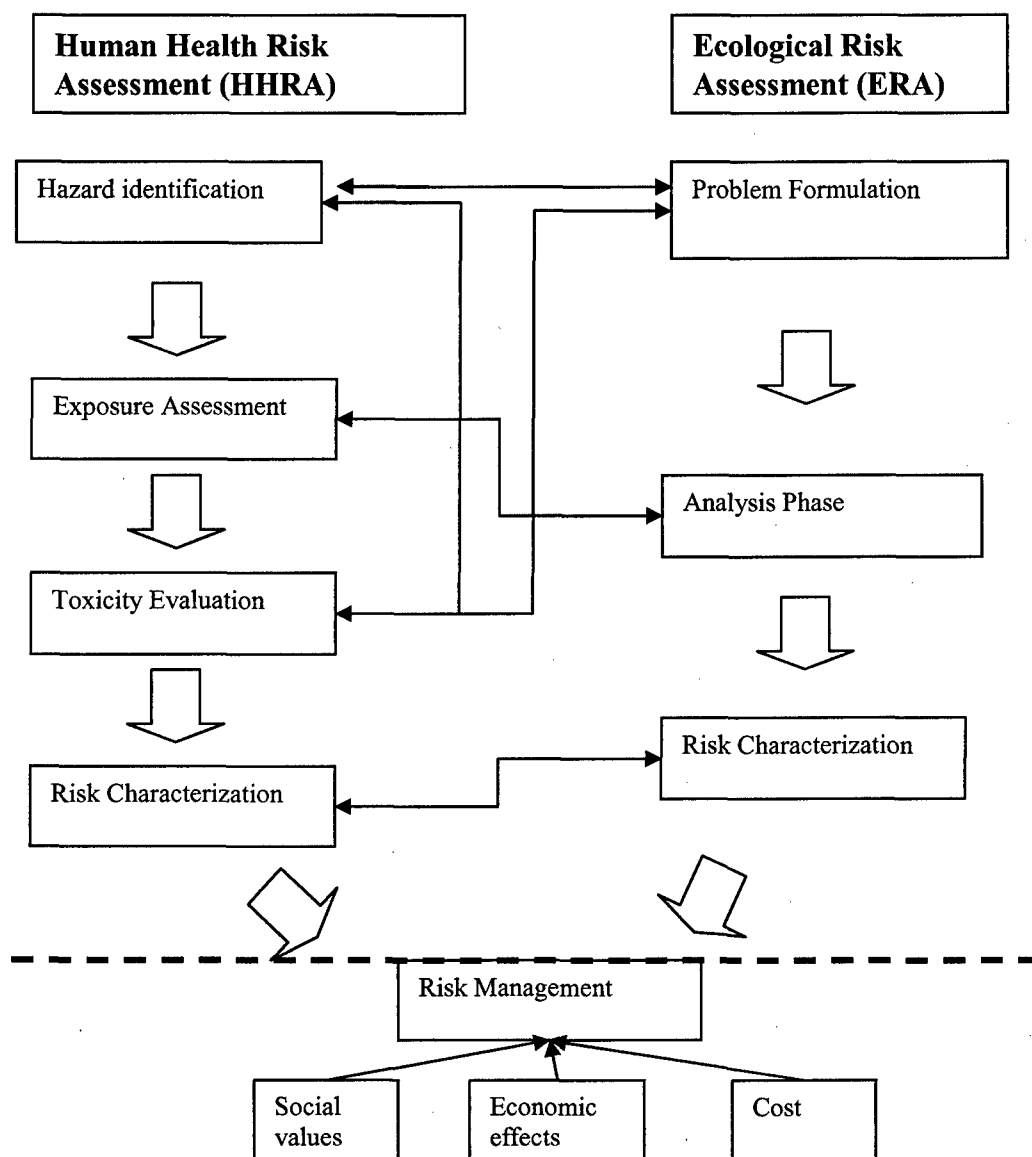 Human Health Risk
Assessment (HHRA)
Ecological Risk
Assessment (ERA)
Hazard identification
Problem Formulation
Exposure Assessment
Analysis Phase
Toxicity Evaluation
Risk Characterization
Risk Characterization
Risk Management
Social
values
Economic
effects
Cost